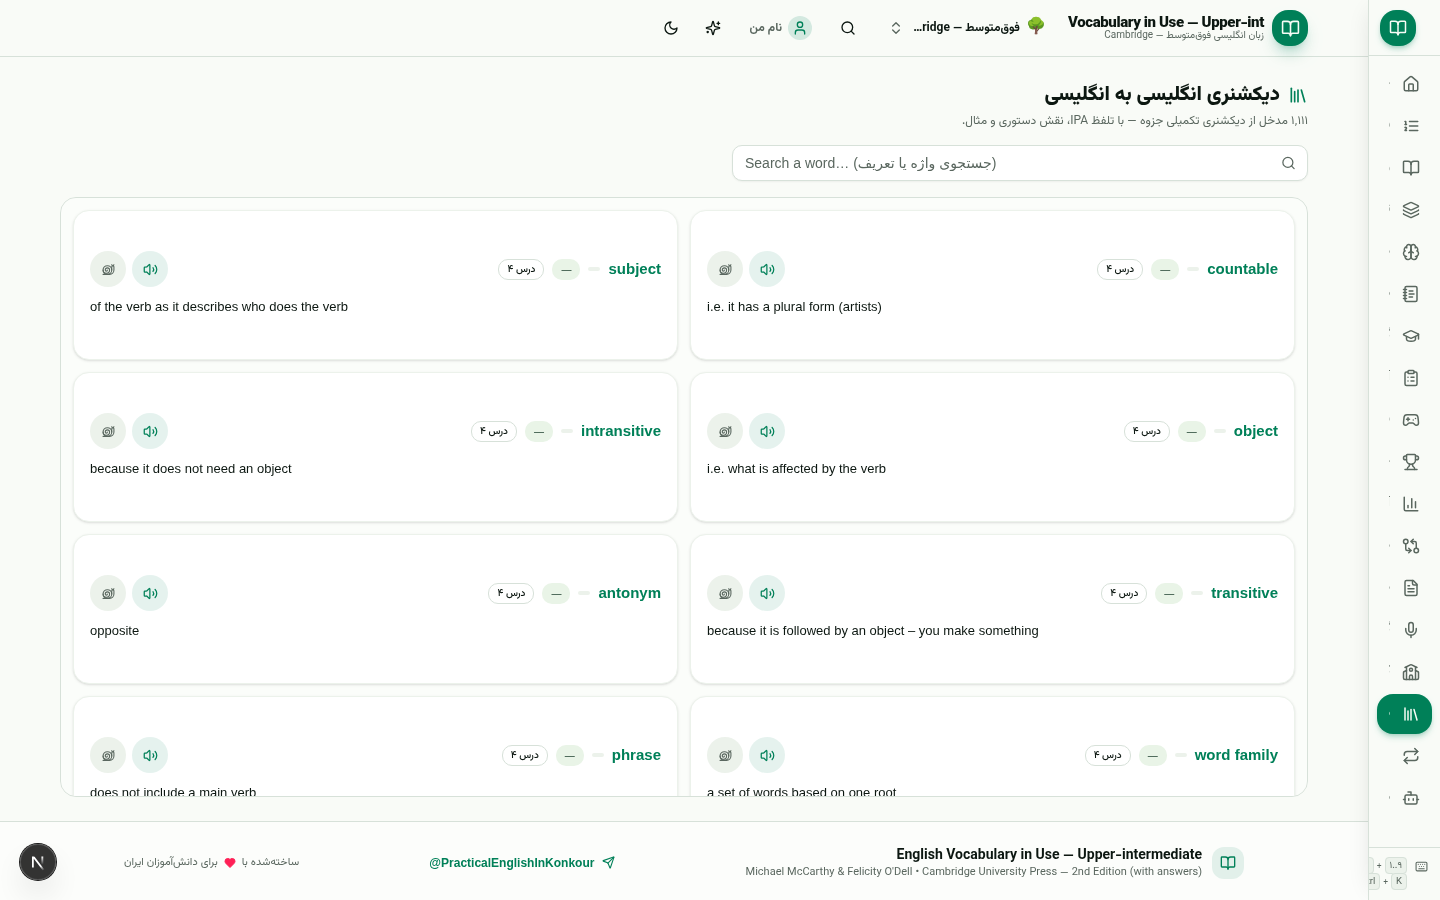 Vocabulary in Use — Upper-int
زبان انگلیسی فوق‌متوسط — Cambridge
فوق‌متوسط — ridge...
نام من
دیکشنری انگلیسی به انگلیسی
۱,۱۱۱ مدخل از دیکشنری تکمیلی جزوه — با تلفظ IPA، نقش دستوری و مثال.
Search a word… (جستجوی واژه یا تعریف)
countable — درس ۴
i.e. it has a plural form (artists)
subject — درس ۴
of the verb as it describes who does the verb
object — درس ۴
i.e. what is affected by the verb
intransitive — درس ۴
because it does not need an object
transitive — درس ۴
because it is followed by an object – you make something
antonym — درس ۴
opposite
word family — درس ۴
a set of words based on one root
phrase — درس ۴
does not include a main verb
+ ۱..۹
+ K
English Vocabulary in Use — Upper-intermediate
Michael McCarthy & Felicity O'Dell • Cambridge University Press — 2nd Edition (with answers)
@PracticalEnglishInKonkour
ساخته‌شده با برای دانش‌آموزان ایران
N